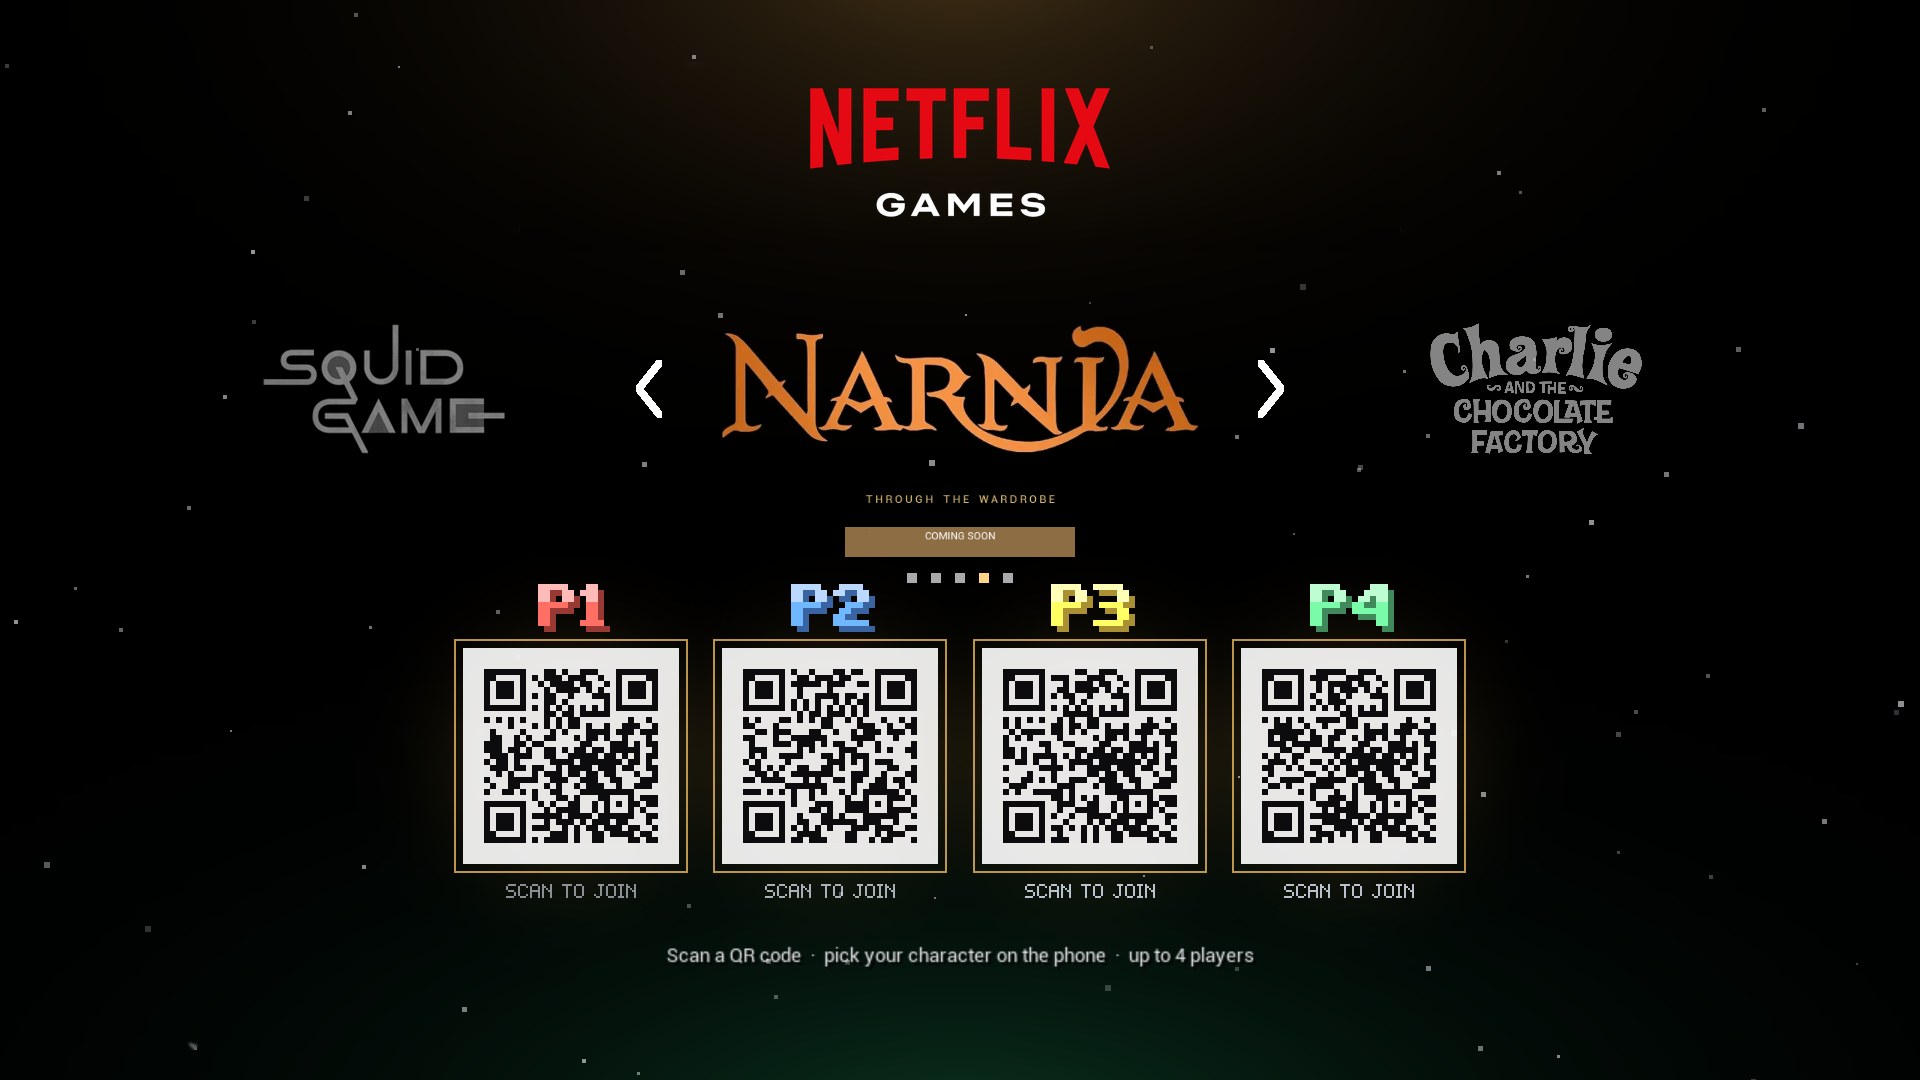 NETFLIX
GAMES
SQUID
GAME
NARNIA
Charlie
AND THE
CHOCOLATE
FACTORY
THROUGH THE WARDROBE
COMING SOON
P1
P2
P3
P4
SCAN TO JOIN
SCAN TO JOIN
SCAN TO JOIN
SCAN TO JOIN
Scan a QR code · pick your character on the phone · up to 4 players